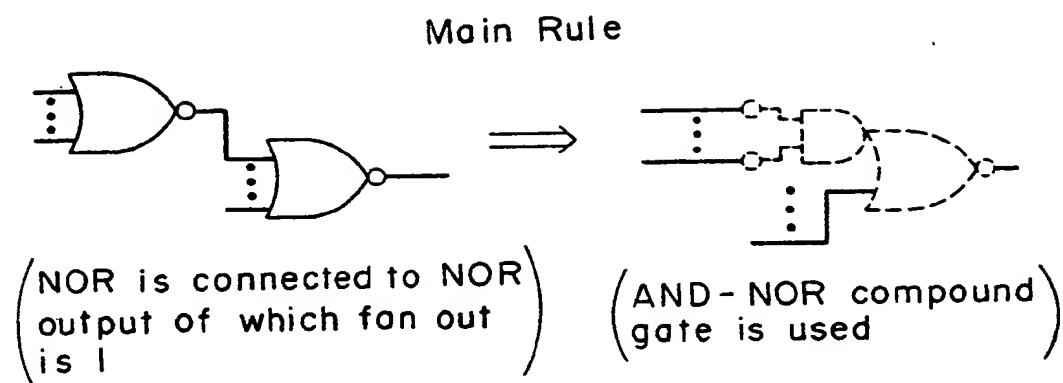 Main Rule
NOR is connected to NOR
output of which fan out
is 1
AND-NOR compound
gate is used